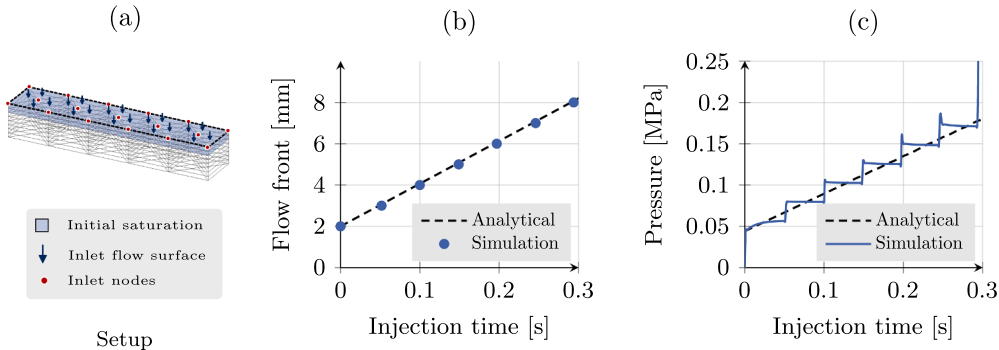 (a)
Initial saturation
Inlet flow surface
Inlet nodes
Setup
(b)
Flow front [mm]
8
6
4
2
0
Analytical
Simulation
0 0.1 0.2 0.3
Injection time [s]
(c)
Pressure [MPa]
0.25
0.2
0.15
0.1
0.05
0
Analytical
Simulation
0 0.1 0.2 0.3
Injection time [s]